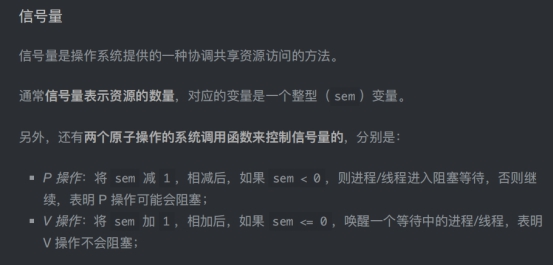 信号量
信号量是操作系统提供的一种协调共享资源访问的方法。
通常信号量表示资源的数量，对应的变量是一个整型（sem）变量。
另外，还有两个原子操作的系统调用函数来控制信号量的，分别是：
▪ P 操作：将 sem 减 1，相减后，如果 sem < 0，则进程/线程进入阻塞等待，否则继
续，表明 P 操作可能会阻塞；
▪ V 操作：将 sem 加 1，相加后，如果 sem <= 0，唤醒一个等待中的进程/线程，表明
V 操作不会阻塞；